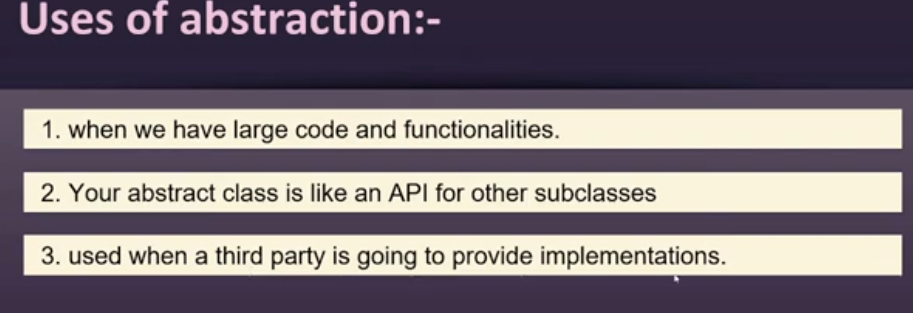 Uses of abstraction:-
1. when we have large code and functionalities.
2. Your abstract class is like an API for other subclasses
3. used when a third party is going to provide implementations.